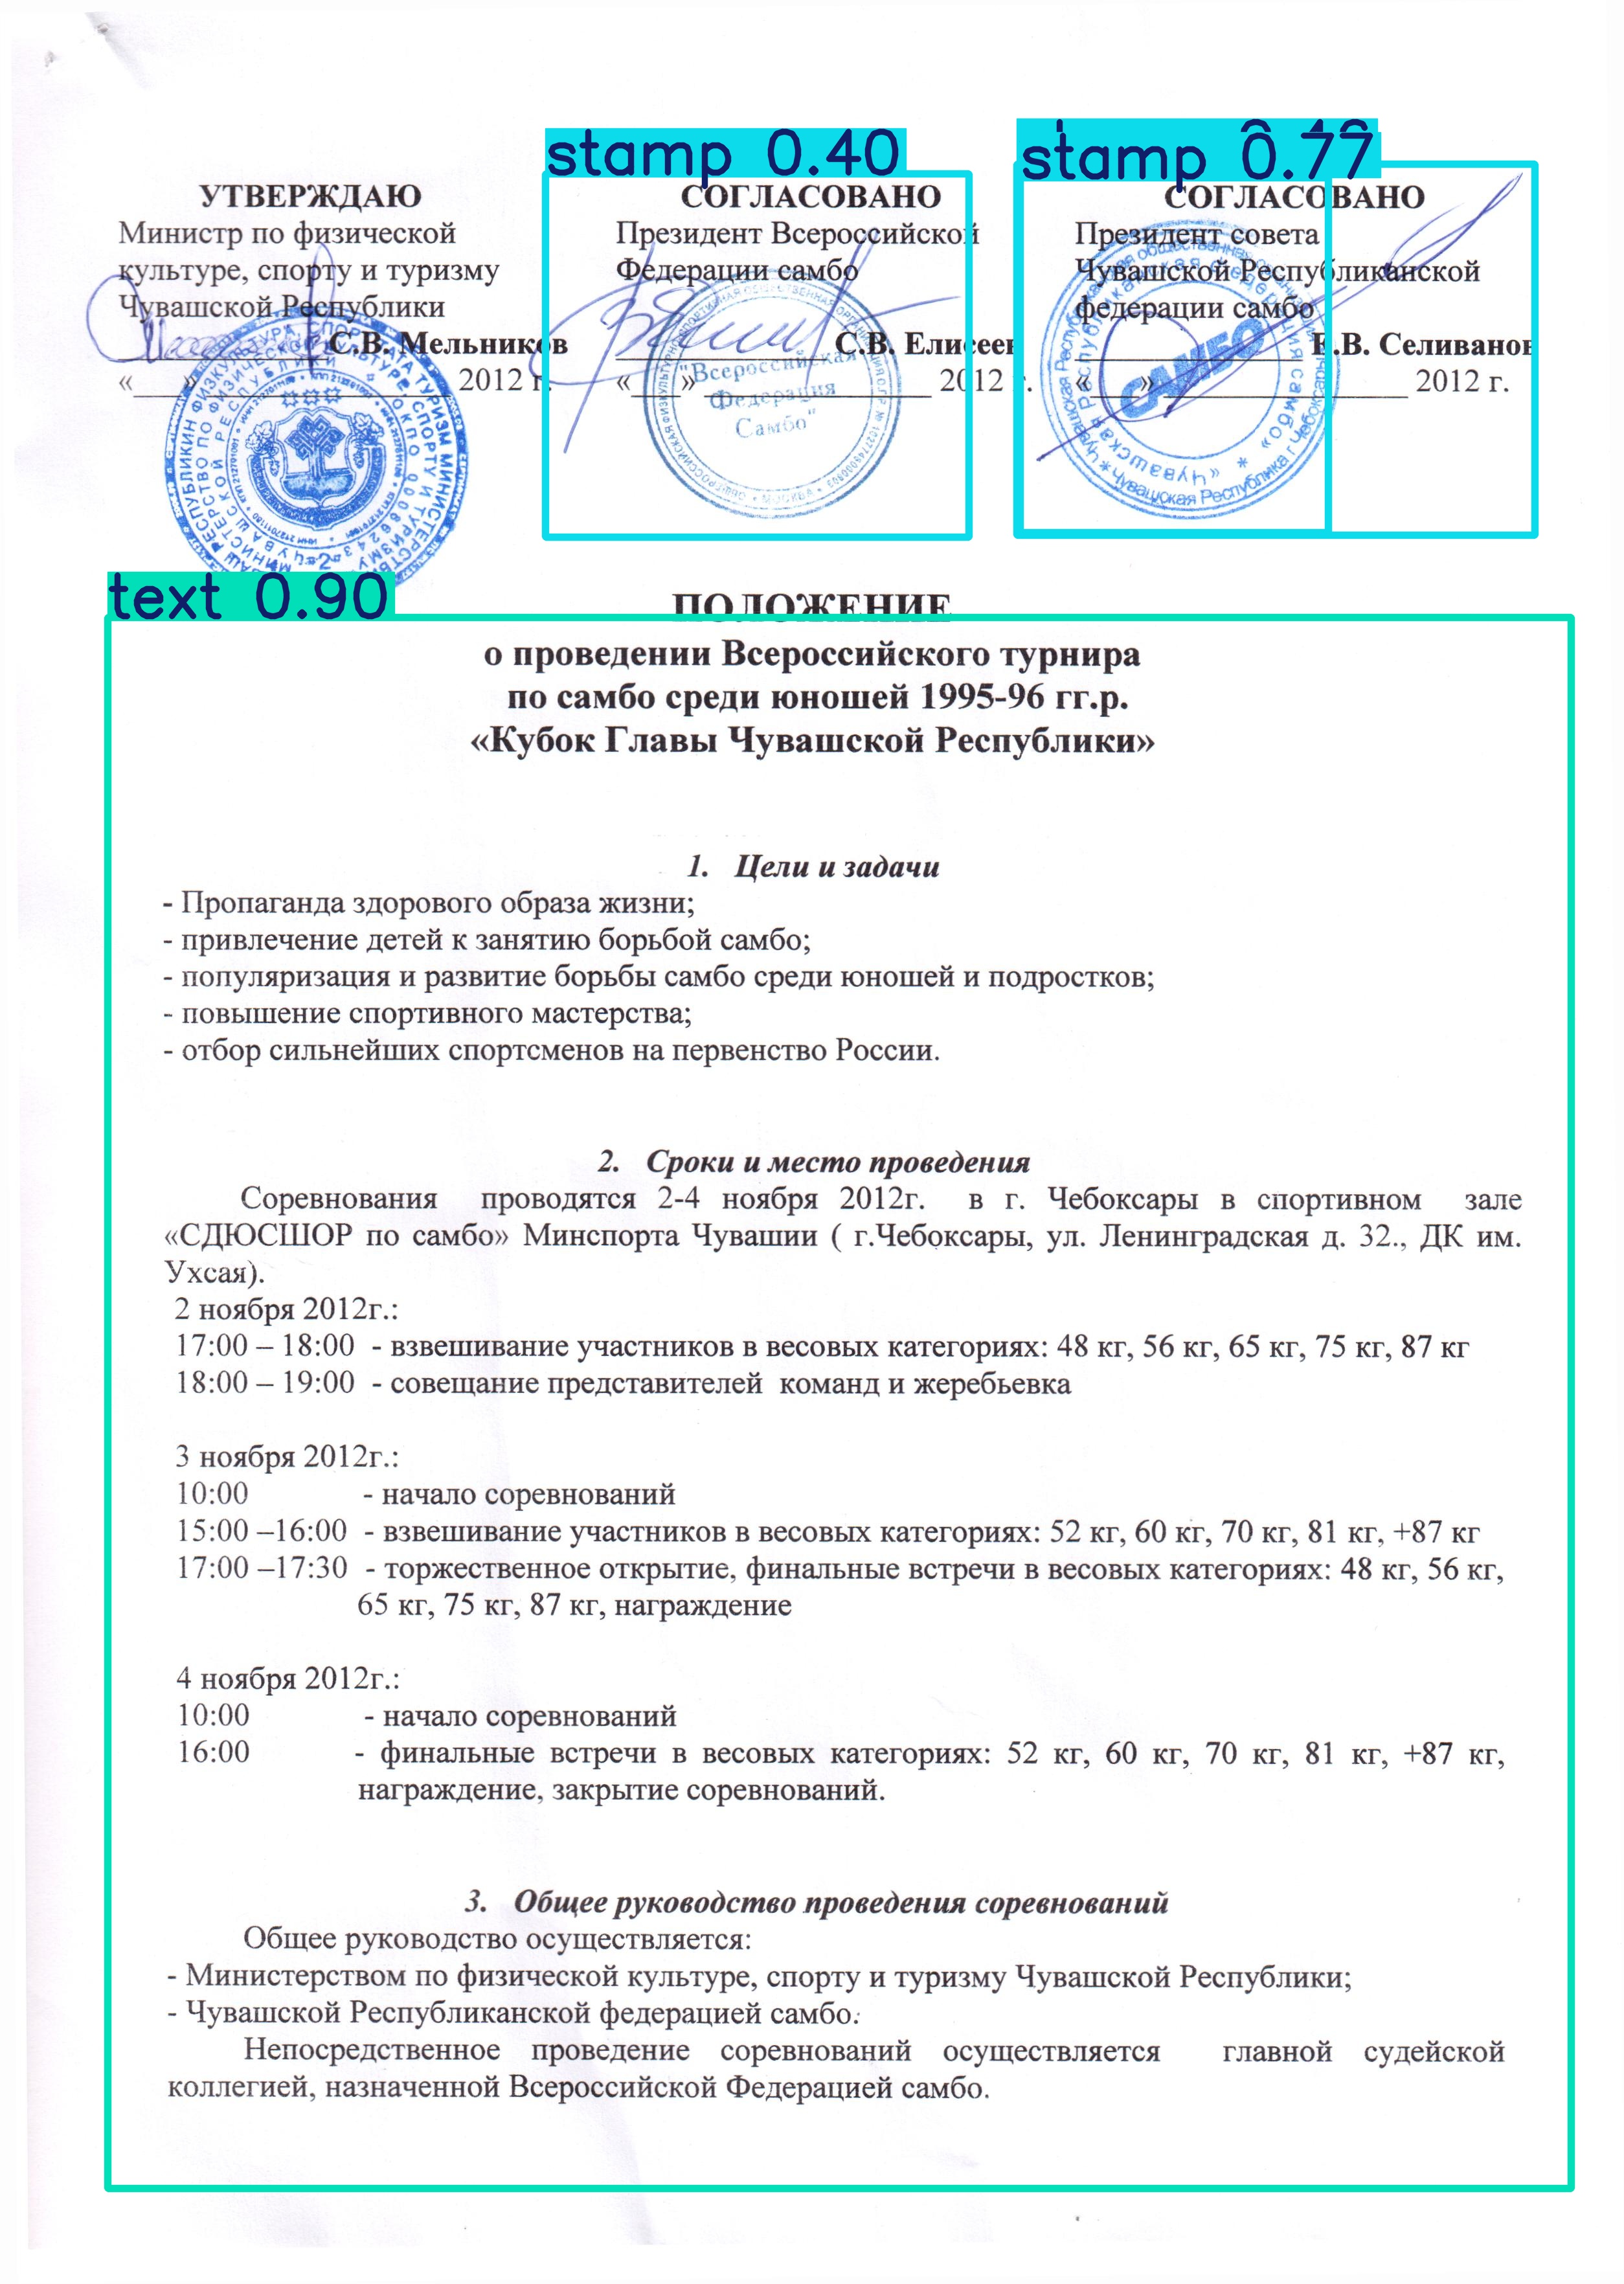 stamp 0.40
stamp 0.77
УТВЕРЖДАЮ
Министр по физической
культуре, спорту и туризму
Чувашской Республики
С.В. Мельников
«____»________________ 2012 г.
СОГЛАСОВАНО
Президент Всероссийской
Федерации самбо
С.В. Елисеев
«____»________________ 2012 г.
"Всероссийская
Федерация
Самбо"
СОГЛАСОВАНО
Президент совета
Чувашской Республиканской
федерации самбо
Е.В. Селиванов
«____»________________ 2012 г.
САМБО
text 0.90
ПОЛОЖЕНИЕ
о проведении Всероссийского турнира
по самбо среди юношей 1995-96 гг.р.
«Кубок Главы Чувашской Республики»
1. Цели и задачи
- Пропаганда здорового образа жизни;
- привлечение детей к занятию борьбой самбо;
- популяризация и развитие борьбы самбо среди юношей и подростков;
- повышение спортивного мастерства;
- отбор сильнейших спортсменов на первенство России.
2. Сроки и место проведения
Соревнования проводятся 2-4 ноября 2012г. в г. Чебоксары в спортивном зале
«СДЮСШОР по самбо» Минспорта Чувашии ( г.Чебоксары, ул. Ленинградская д. 32., ДК им.
Ухсая).
2 ноября 2012г.:
17:00 – 18:00 - взвешивание участников в весовых категориях: 48 кг, 56 кг, 65 кг, 75 кг, 87 кг
18:00 – 19:00 - совещание представителей команд и жеребьевка
3 ноября 2012г.:
10:00 - начало соревнований
15:00 –16:00 - взвешивание участников в весовых категориях: 52 кг, 60 кг, 70 кг, 81 кг, +87 кг
17:00 –17:30 - торжественное открытие, финальные встречи в весовых категориях: 48 кг, 56 кг,
65 кг, 75 кг, 87 кг, награждение
4 ноября 2012г.:
10:00 - начало соревнований
16:00 - финальные встречи в весовых категориях: 52 кг, 60 кг, 70 кг, 81 кг, +87 кг,
награждение, закрытие соревнований.
3. Общее руководство проведения соревнований
Общее руководство осуществляется:
- Министерством по физической культуре, спорту и туризму Чувашской Республики;
- Чувашской Республиканской федерацией самбо.
Непосредственное проведение соревнований осуществляется главной судейской
коллегией, назначенной Всероссийской Федерацией самбо.